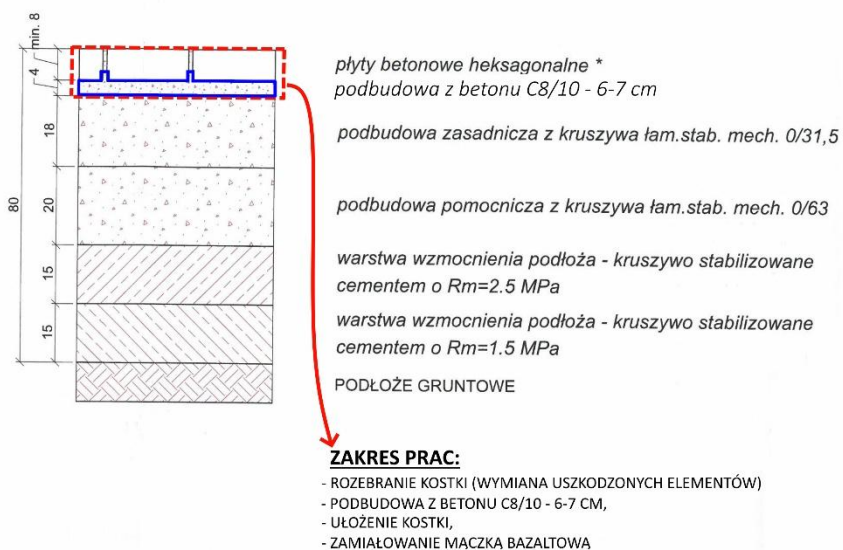 min. 8
4
18
80
20
15
15
płyty betonowe heksagonalne *
podbudowa z betonu C8/10 - 6-7 cm
podbudowa zasadnicza z kruszywa łam.stab. mech. 0/31,5
podbudowa pomocnicza z kruszywa łam.stab. mech. 0/63
warstwa wzmocnienia podłoża - kruszywo stabilizowane
cementem o Rm=2.5 MPa
warstwa wzmocnienia podłoża - kruszywo stabilizowane
cementem o Rm=1.5 MPa
PODŁOŻE GRUNTOWE
ZAKRES PRAC:
- ROZEBRANIE KOSTKI (WYMIANA USZKODZONYCH ELEMENTÓW)
- PODBUDOWA Z BETONU C8/10 - 6-7 CM,
- UŁOŻENIE KOSTKI,
- ZAMIAŁOWANIE MĄCZKĄ BAZALTOWĄ